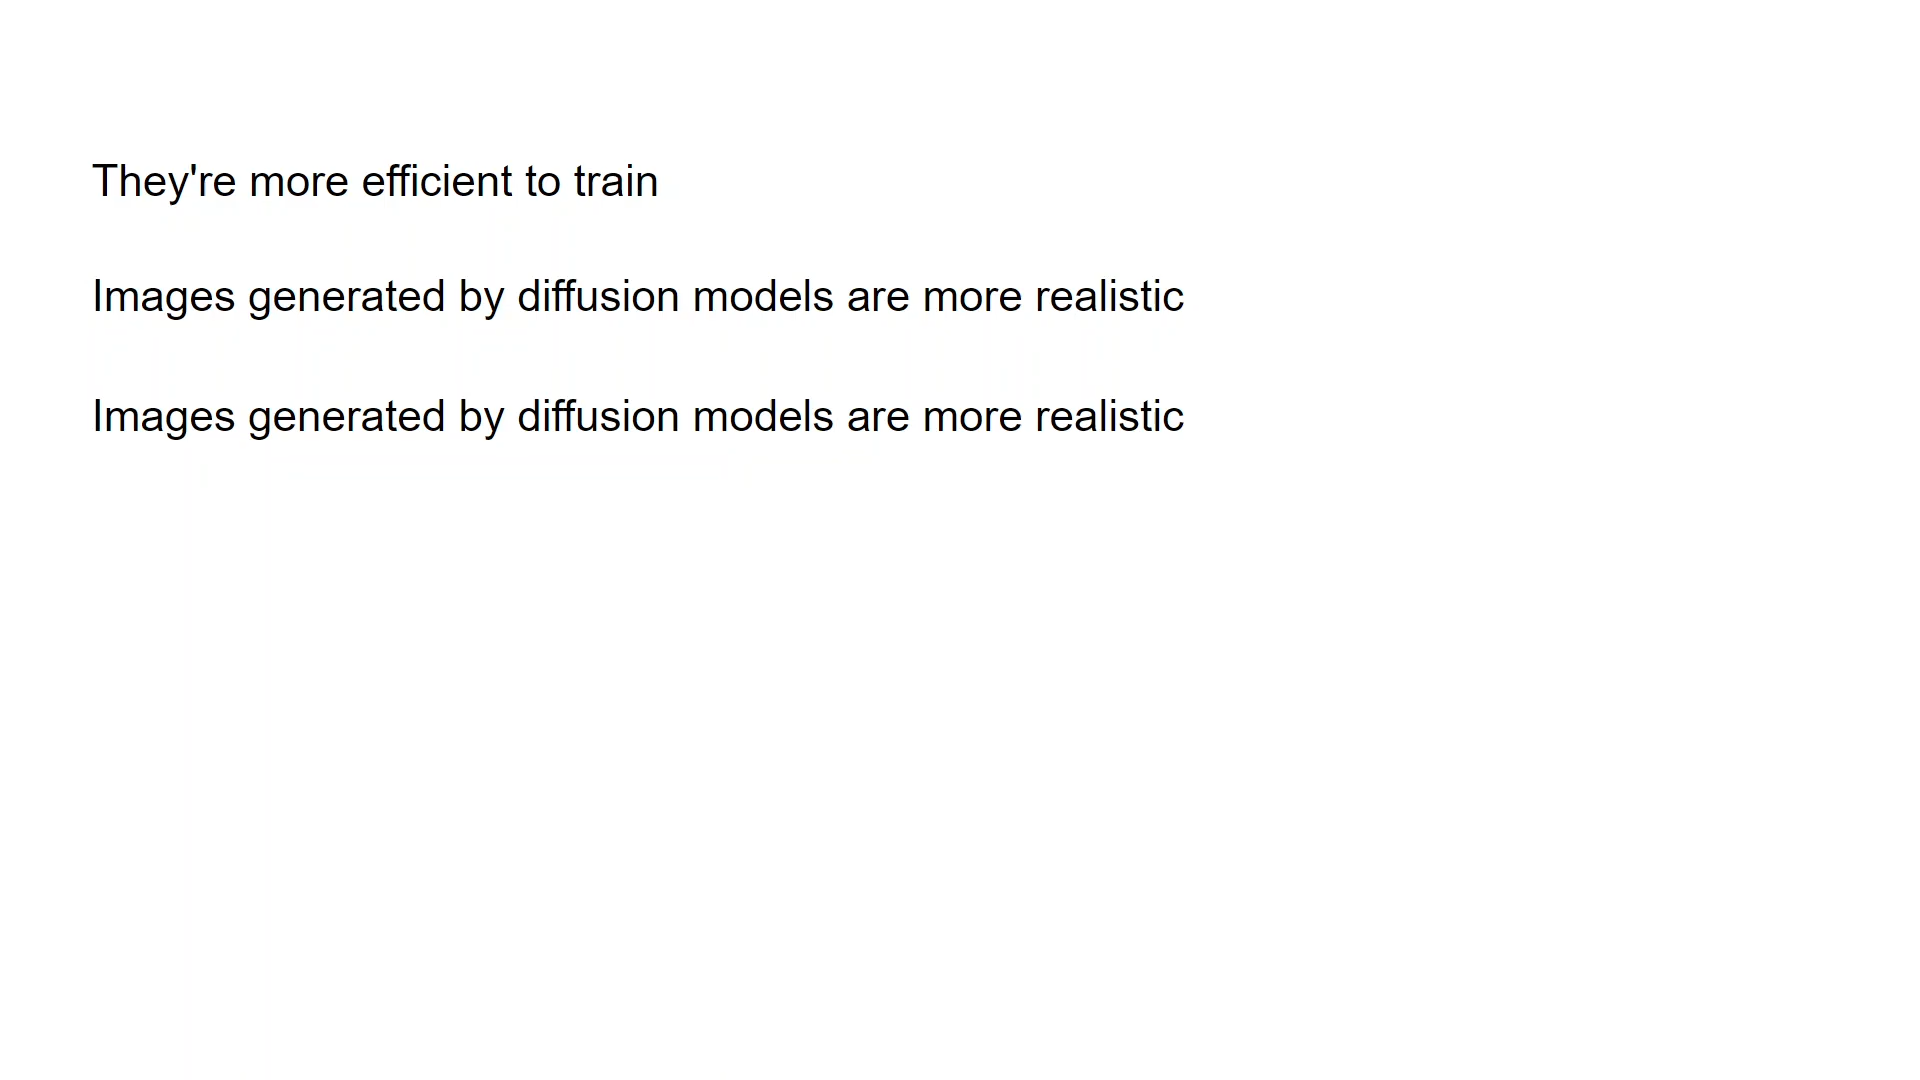 They're more efficient to train
Images generated by diffusion models are more realistic
Images generated by diffusion models are more realistic